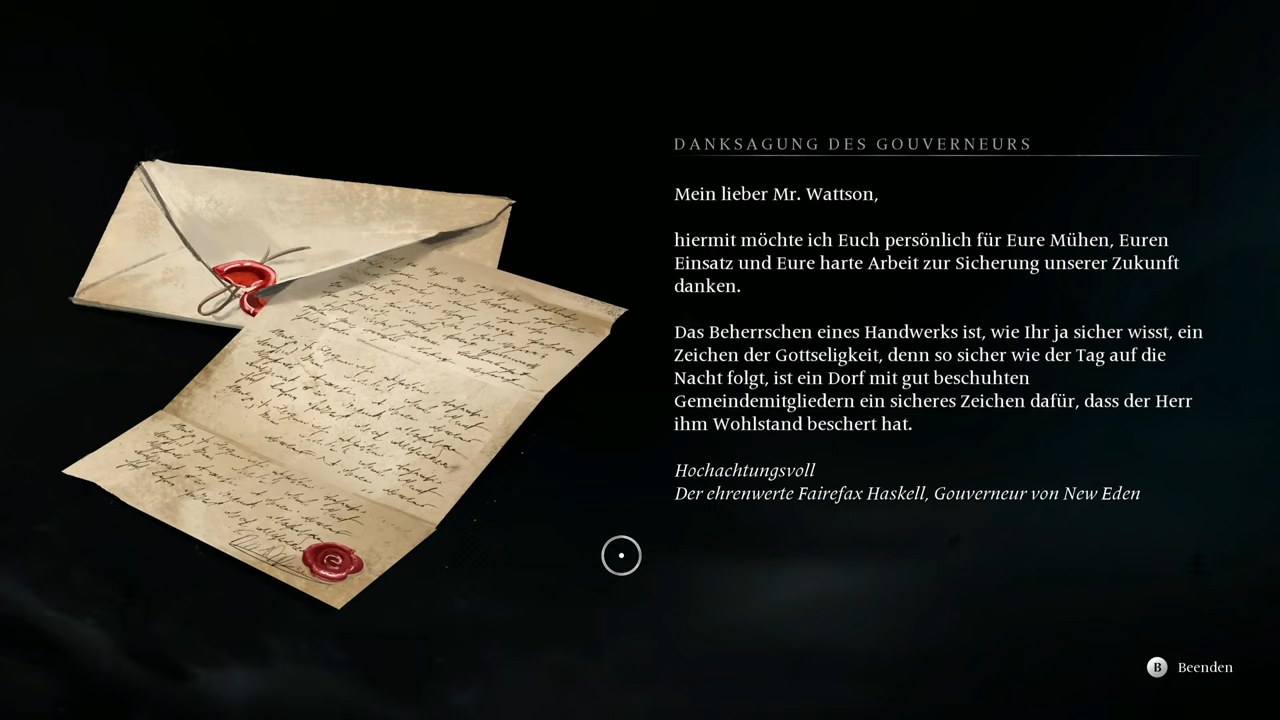 DANKSAGUNG DES GOUVERNEURS
Mein lieber Mr. Wattson,
hiermit möchte ich Euch persönlich für Eure Mühen, Euren
Einsatz und Eure harte Arbeit zur Sicherung unserer Zukunft
danken.
Das Beherrschen eines Handwerks ist, wie Ihr ja sicher wisst, ein
Zeichen der Gottseligkeit, denn so sicher wie der Tag auf die
Nacht folgt, ist ein Dorf mit gut beschuhten
Gemeindemitgliedern ein sicheres Zeichen dafür, dass der Herr
ihm Wohlstand beschert hat.
Hochachtungsvoll
Der ehrenwerte Fairefax Haskell, Gouverneur von New Eden
B Beenden